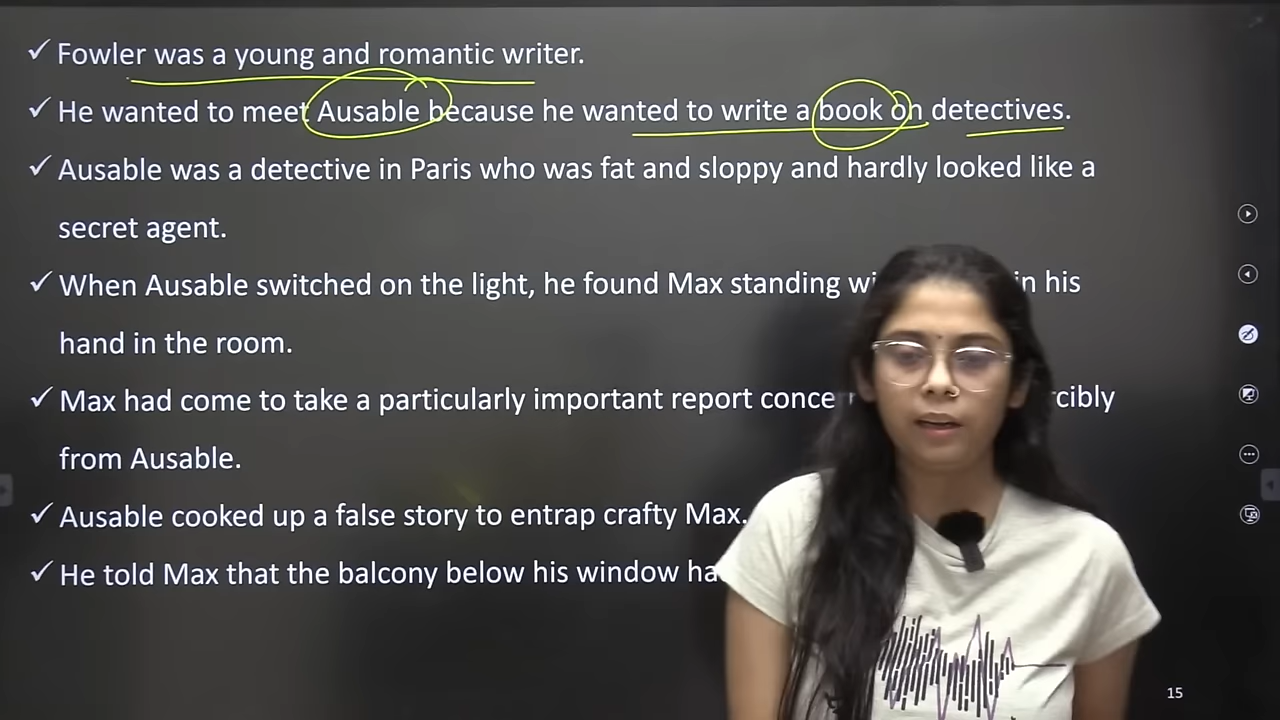 ✓ Fowler was a young and romantic writer.
✓ He wanted to meet Ausable because he wanted to write a book on detectives.
✓ Ausable was a detective in Paris who was fat and sloppy and hardly looked like a
secret agent.
✓ When Ausable switched on the light, he found Max standing in his
hand in the room.
✓ Max had come to take a particularly important report
from Ausable.
✓ Ausable cooked up a false story to entrap crafty Max.
✓ He told Max that the balcony below his window
15